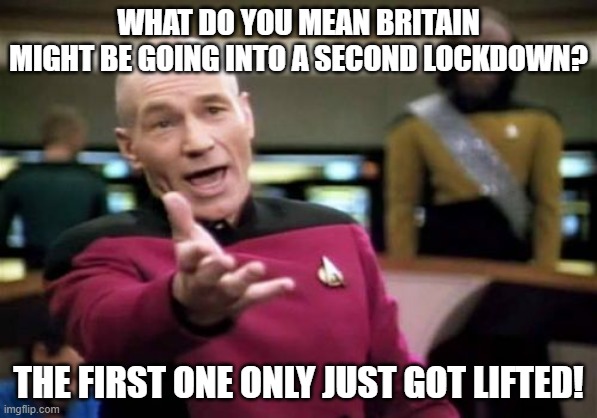 WHAT DO YOU MEAN BRITAIN
MIGHT BE GOING INTO A SECOND LOCKDOWN?
THE FIRST ONE ONLY JUST GOT LIFTED!
imgflip.com